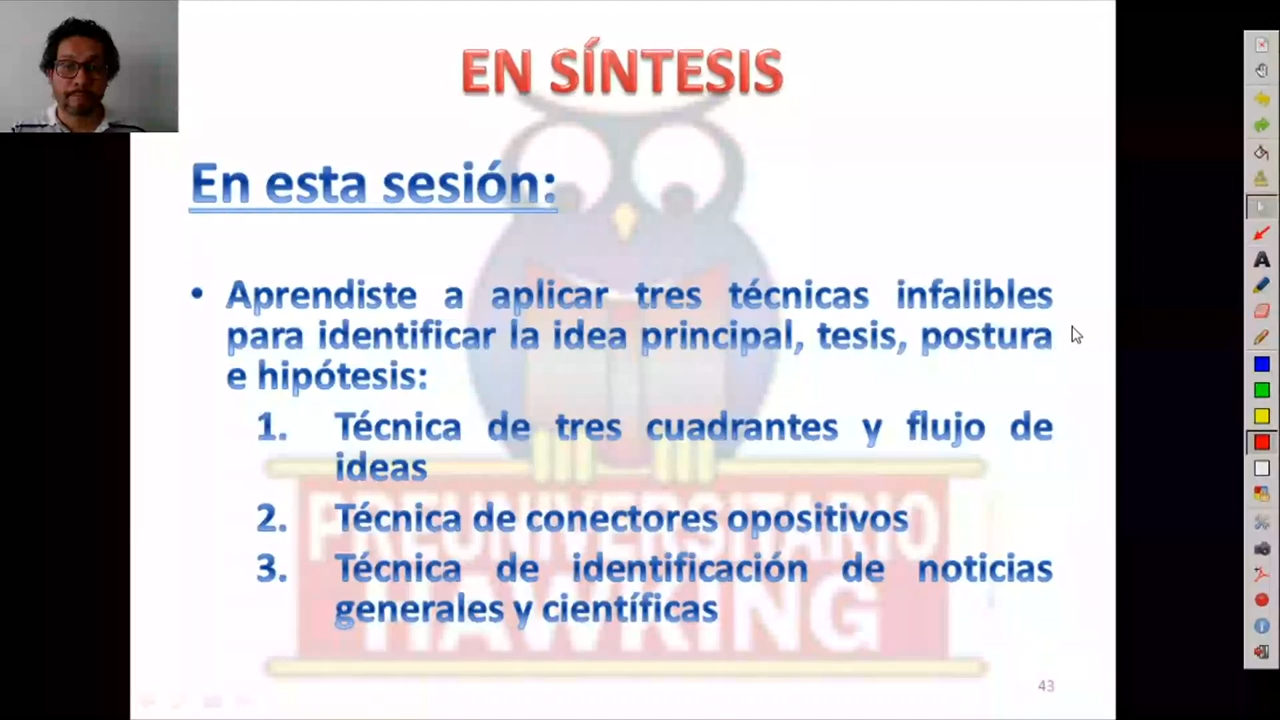 EN SÍNTESIS
En esta sesión:
• Aprendiste a aplicar tres técnicas infalibles
para identificar la idea principal, tesis, postura
e hipótesis:
1. Técnica de tres cuadrantes y flujo de
ideas
2. Técnica de conectores opositivos
3. Técnica de identificación de noticias
generales y científicas
PREUNIVERSITARIO
HAWKING
43